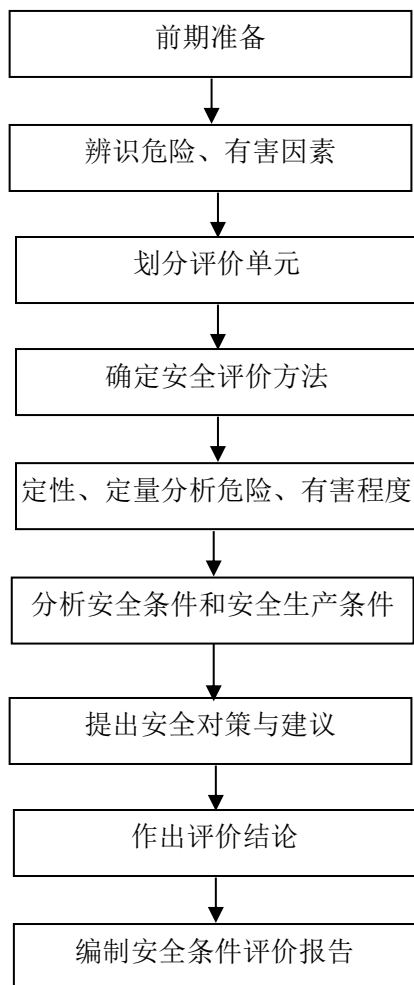 前期准备
辨识危险、有害因素
划分评价单元
确定安全评价方法
定性、定量分析危险、有害程度
分析安全条件和安全生产条件
提出安全对策与建议
作出评价结论
编制安全条件评价报告